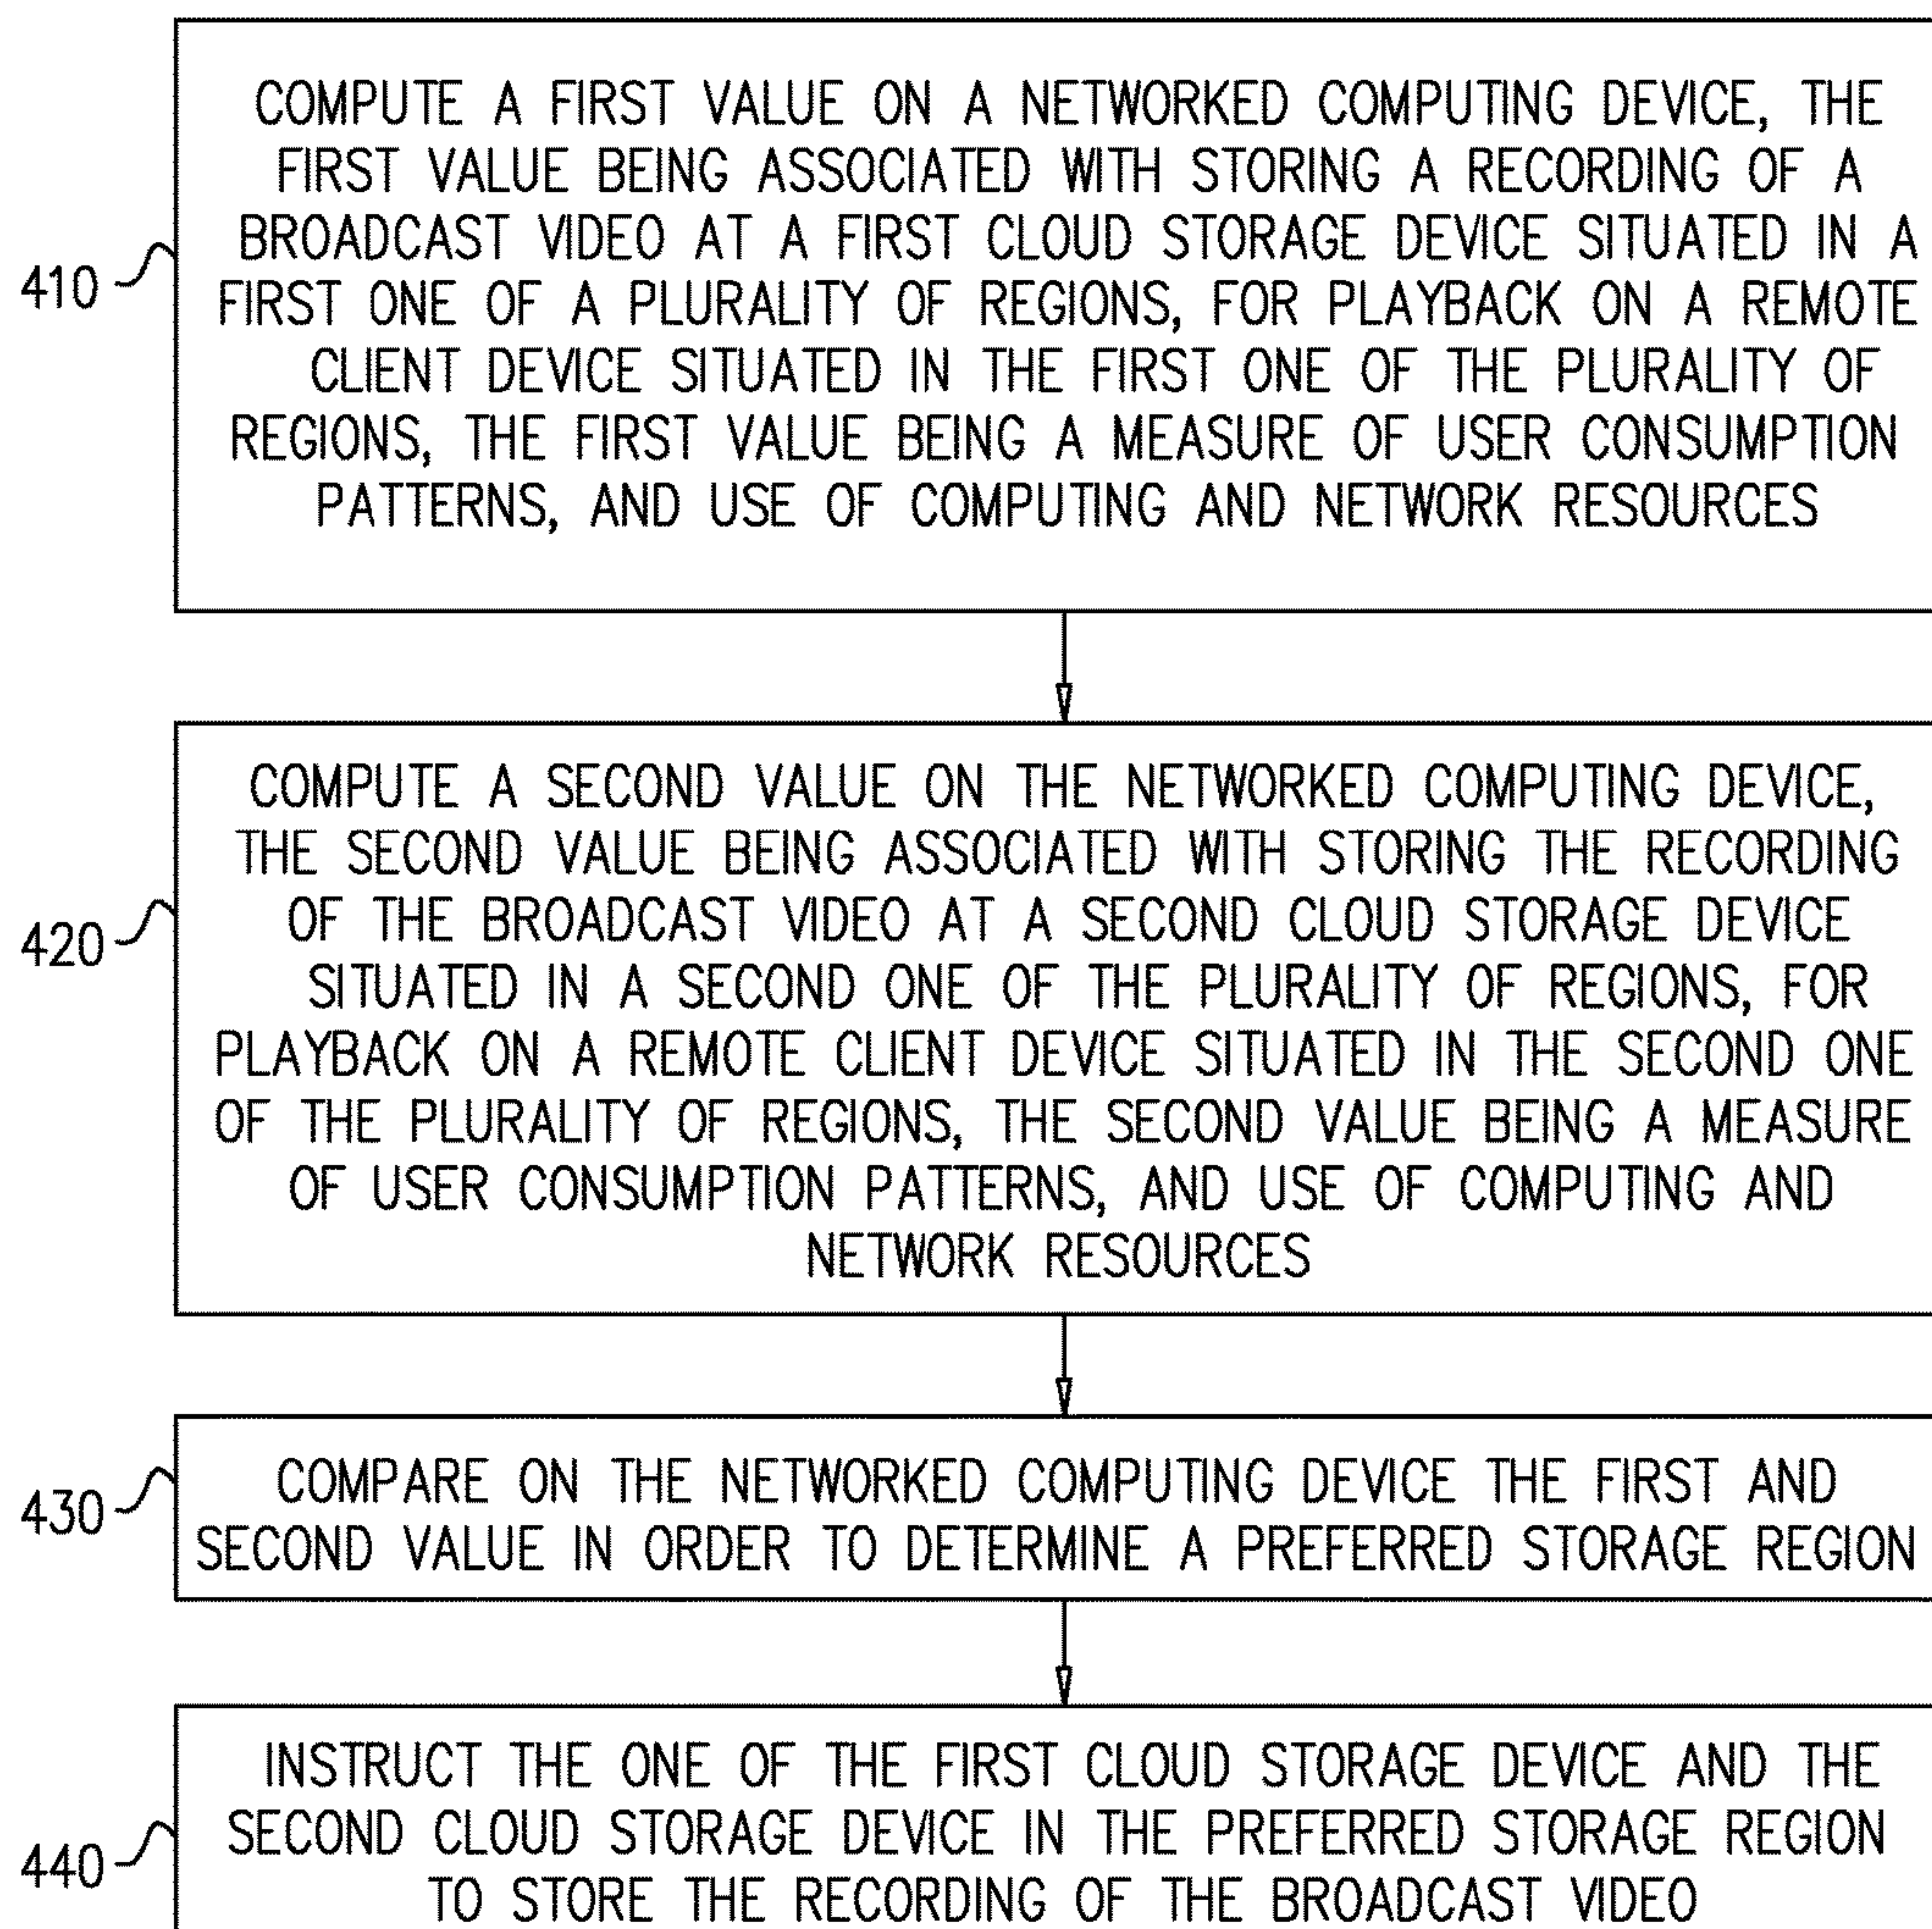 COMPUTE A FIRST VALUE ON A NETWORKED COMPUTING DEVICE, THE
FIRST VALUE BEING ASSOCIATED WITH STORING A RECORDING OF A
BROADCAST VIDEO AT A FIRST CLOUD STORAGE DEVICE SITUATED IN A
FIRST ONE OF A PLURALITY OF REGIONS, FOR PLAYBACK ON A REMOTE
CLIENT DEVICE SITUATED IN THE FIRST ONE OF THE PLURALITY OF
REGIONS, THE FIRST VALUE BEING A MEASURE OF USER CONSUMPTION
PATTERNS, AND USE OF COMPUTING AND NETWORK RESOURCES
410
COMPUTE A SECOND VALUE ON THE NETWORKED COMPUTING DEVICE,
THE SECOND VALUE BEING ASSOCIATED WITH STORING THE RECORDING
OF THE BROADCAST VIDEO AT A SECOND CLOUD STORAGE DEVICE
SITUATED IN A SECOND ONE OF THE PLURALITY OF REGIONS, FOR
PLAYBACK ON A REMOTE CLIENT DEVICE SITUATED IN THE SECOND ONE
OF THE PLURALITY OF REGIONS, THE SECOND VALUE BEING A MEASURE
OF USER CONSUMPTION PATTERNS, AND USE OF COMPUTING AND
NETWORK RESOURCES
420
COMPARE ON THE NETWORKED COMPUTING DEVICE THE FIRST AND
SECOND VALUE IN ORDER TO DETERMINE A PREFERRED STORAGE REGION
430
INSTRUCT THE ONE OF THE FIRST CLOUD STORAGE DEVICE AND THE
SECOND CLOUD STORAGE DEVICE IN THE PREFERRED STORAGE REGION
TO STORE THE RECORDING OF THE BROADCAST VIDEO
440